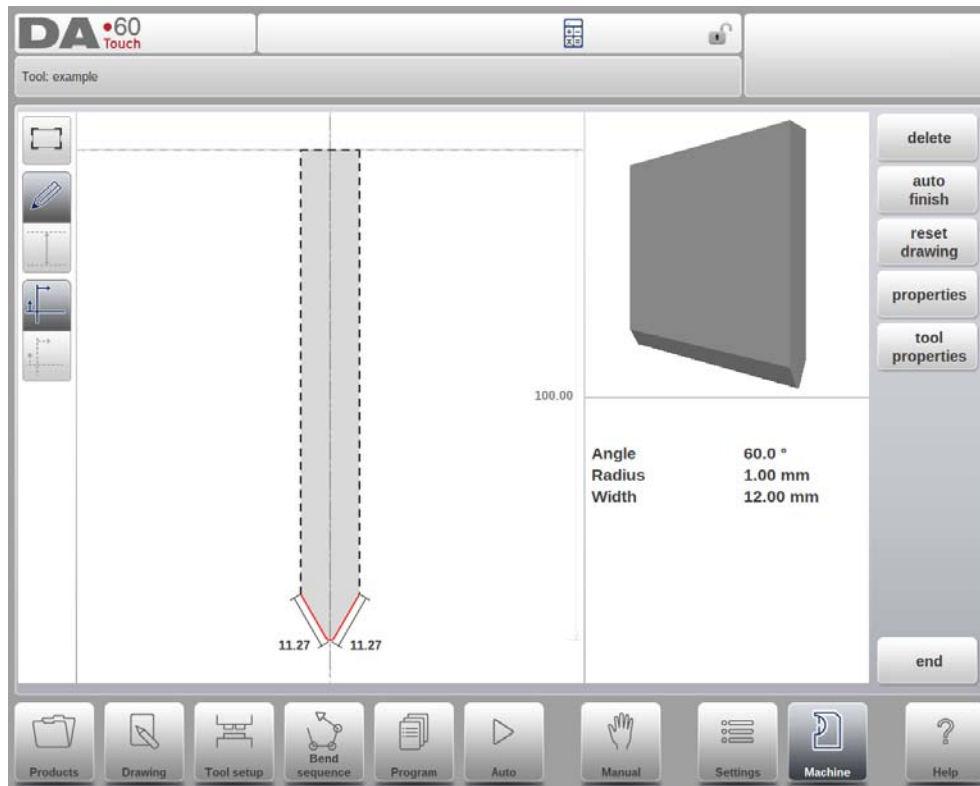 DA•60
Touch
Tool: example
delete
auto
finish
reset
drawing
properties
tool
properties
100.00
Angle 60.0 °
Radius 1.00 mm
Width 12.00 mm
11.27 11.27
end
Products
Drawing
Tool setup
Bend
sequence
Program
Auto
Manual
Settings
Machine
?
Help